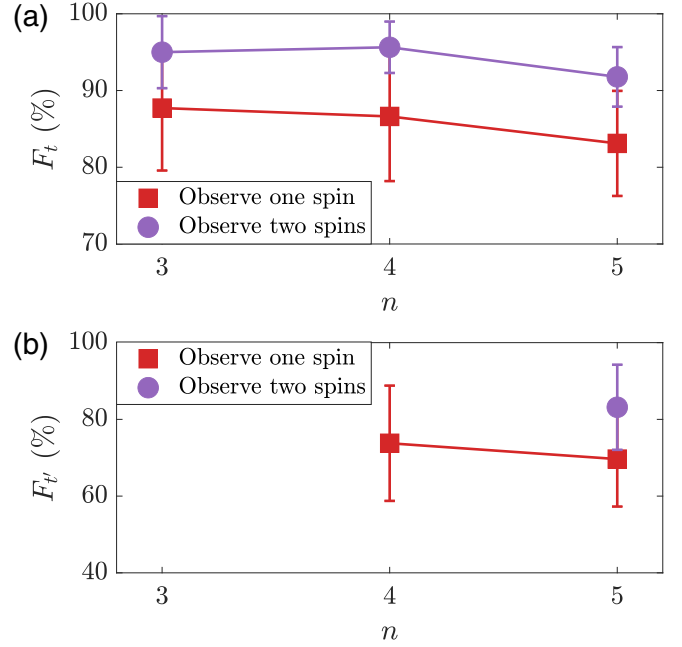 (a)
100
90
80
70
F_t (%)
Observe one spin
Observe two spins
3 4 5
n
(b)
100
80
60
40
F_{t'} (%)
Observe one spin
Observe two spins
3 4 5
n